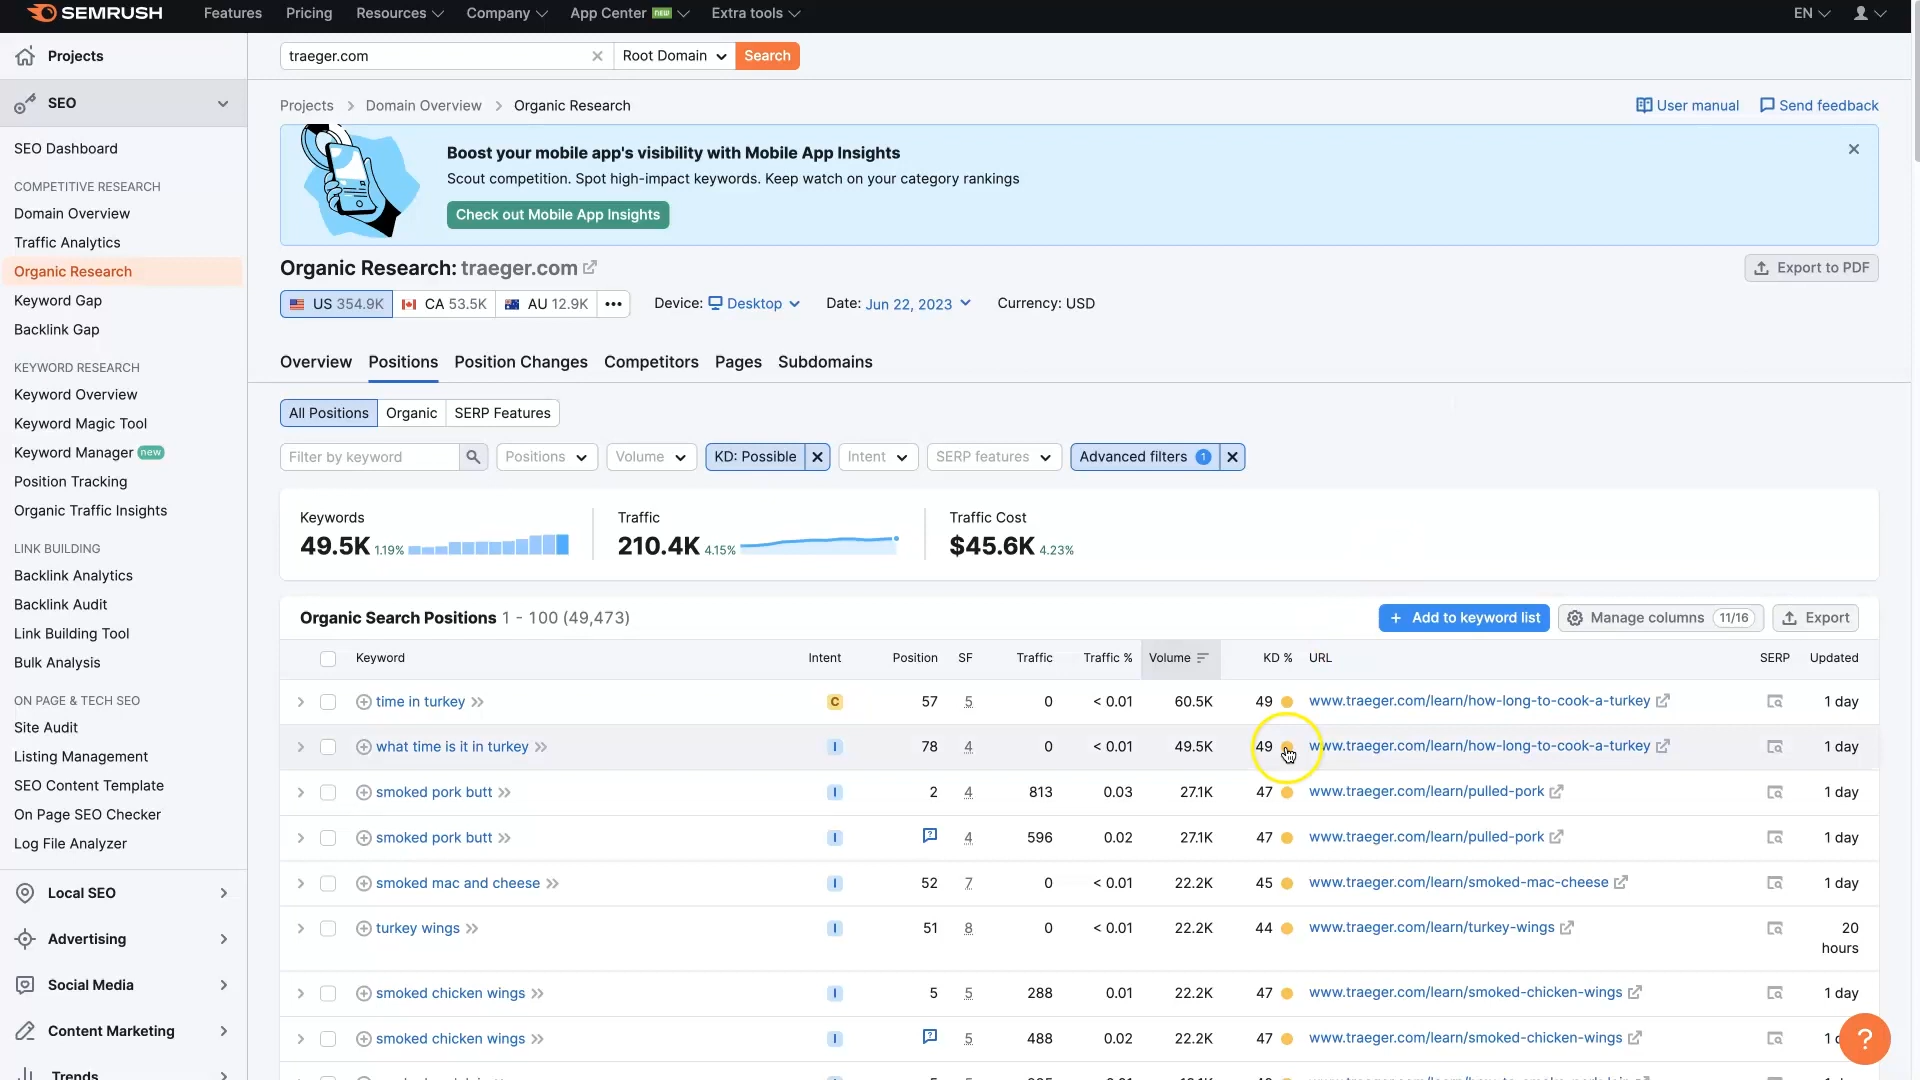 SEMRUSH
Features Pricing Resources Company App Center new Extra tools EN
Projects
traeger.com Root Domain Search
SEO
Projects > Domain Overview > Organic Research User manual Send feedback
Boost your mobile app's visibility with Mobile App Insights
Scout competition. Spot high-impact keywords. Keep watch on your category rankings
Check out Mobile App Insights
SEO Dashboard
COMPETITIVE RESEARCH
Domain Overview
Traffic Analytics
Organic Research
Keyword Gap
Backlink Gap
KEYWORD RESEARCH
Keyword Overview
Keyword Magic Tool
Keyword Manager new
Position Tracking
Organic Traffic Insights
LINK BUILDING
Backlink Analytics
Backlink Audit
Link Building Tool
Bulk Analysis
ON PAGE & TECH SEO
Site Audit
Listing Management
SEO Content Template
On Page SEO Checker
Log File Analyzer
Local SEO
Advertising
Social Media
Content Marketing
Trends
Organic Research: traeger.com Export to PDF
US 354.9K CA 53.5K AU 12.9K ••• Device: Desktop Date: Jun 22, 2023 Currency: USD
Overview Positions Position Changes Competitors Pages Subdomains
All Positions Organic SERP Features
Filter by keyword Positions Volume KD: Possible Intent SERP features Advanced filters 1
Keywords Traffic Traffic Cost
49.5K 1.19% 210.4K 4.15% $45.6K 4.23%
Organic Search Positions 1 - 100 (49,473) + Add to keyword list Manage columns 11/16 Export
Keyword Intent Position SF Traffic Traffic % Volume KD % URL SERP Updated
time in turkey C 57 5 0 < 0.01 60.5K 49 www.traeger.com/learn/how-long-to-cook-a-turkey 1 day
what time is it in turkey I 78 4 0 < 0.01 49.5K 49 www.traeger.com/learn/how-long-to-cook-a-turkey 1 day
smoked pork butt I 2 4 813 0.03 27.1K 47 www.traeger.com/learn/pulled-pork 1 day
smoked pork butt I 4 596 0.02 27.1K 47 www.traeger.com/learn/pulled-pork 1 day
smoked mac and cheese I 52 7 0 < 0.01 22.2K 45 www.traeger.com/learn/smoked-mac-cheese 1 day
turkey wings I 51 8 0 < 0.01 22.2K 44 www.traeger.com/learn/turkey-wings 20
hours
smoked chicken wings I 5 5 288 0.01 22.2K 47 www.traeger.com/learn/smoked-chicken-wings 1 day
smoked chicken wings I 5 488 0.02 22.2K 47 www.traeger.com/learn/smoked-chicken-wings 1
?